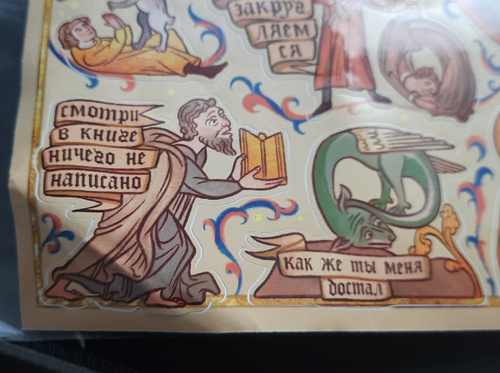 закруг
ляем
ся
смотри
в книге
ничего не
написано
как же ты меня
достал